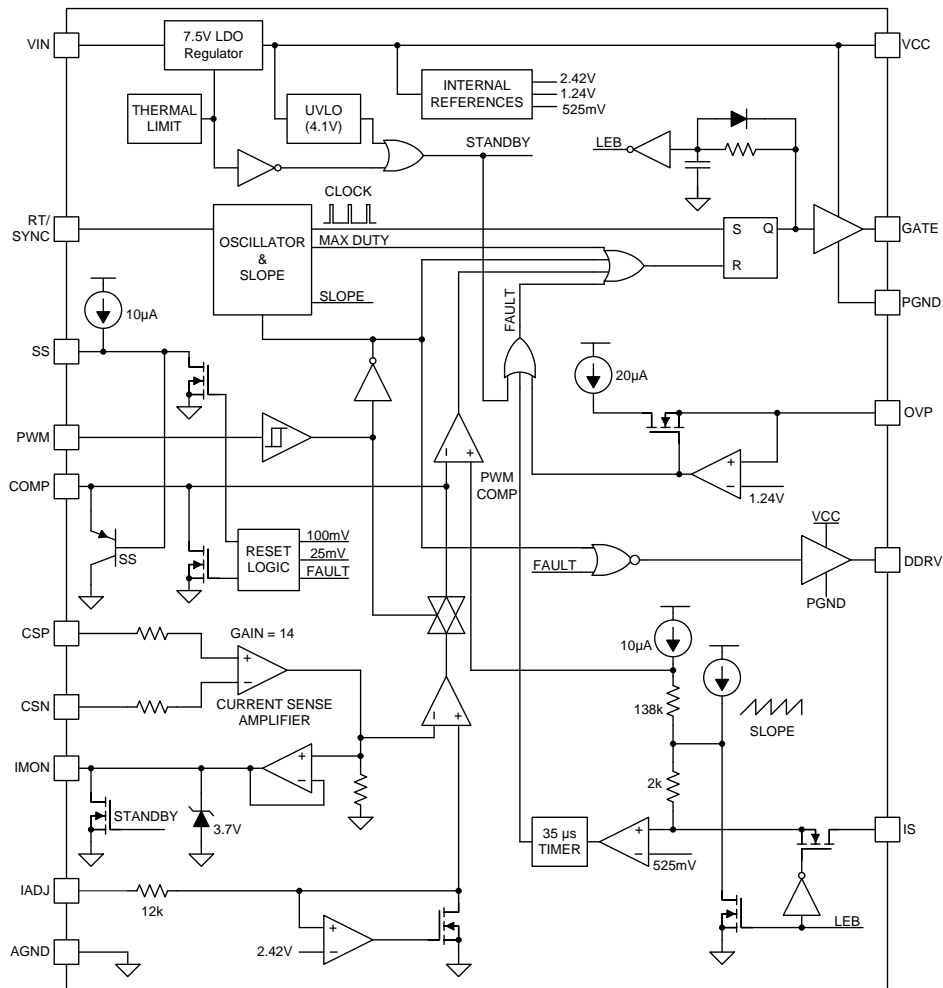 VIN
7.5V LDO
Regulator
VCC
THERMAL
LIMIT
UVLO
(4.1V)
INTERNAL
REFERENCES
2.42V
1.24V
525mV
STANDBY
LEB
RT/
SYNC
OSCILLATOR
&
SLOPE
CLOCK
MAX DUTY
SLOPE
S
Q
R
GATE
PGND
10µA
FAULT
SS
20µA
OVP
PWM
PWM
COMP
1.24V
COMP
SS
RESET
LOGIC
100mV
25mV
FAULT
FAULT
VCC
PGND
DDRV
CSP
GAIN = 14
+
−
CURRENT SENSE
AMPLIFIER
CSN
10µA
138k
SLOPE
2k
IMON
STANDBY
3.7V
+
−
35 µs
TIMER
+
−
525mV
IS
LEB
IADJ
12k
+
−
2.42V
AGND